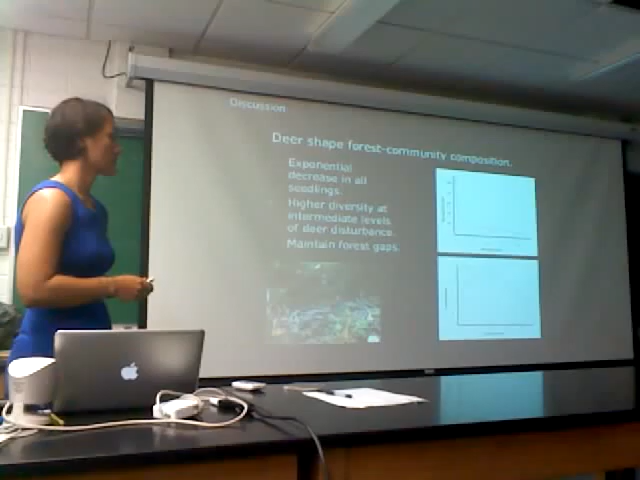 Discussion
Deer shape forest-community composition.
Exponential
decrease in all
seedlings.
Higher diversity at
intermediate levels
of deer disturbance.
Maintain forest gaps.